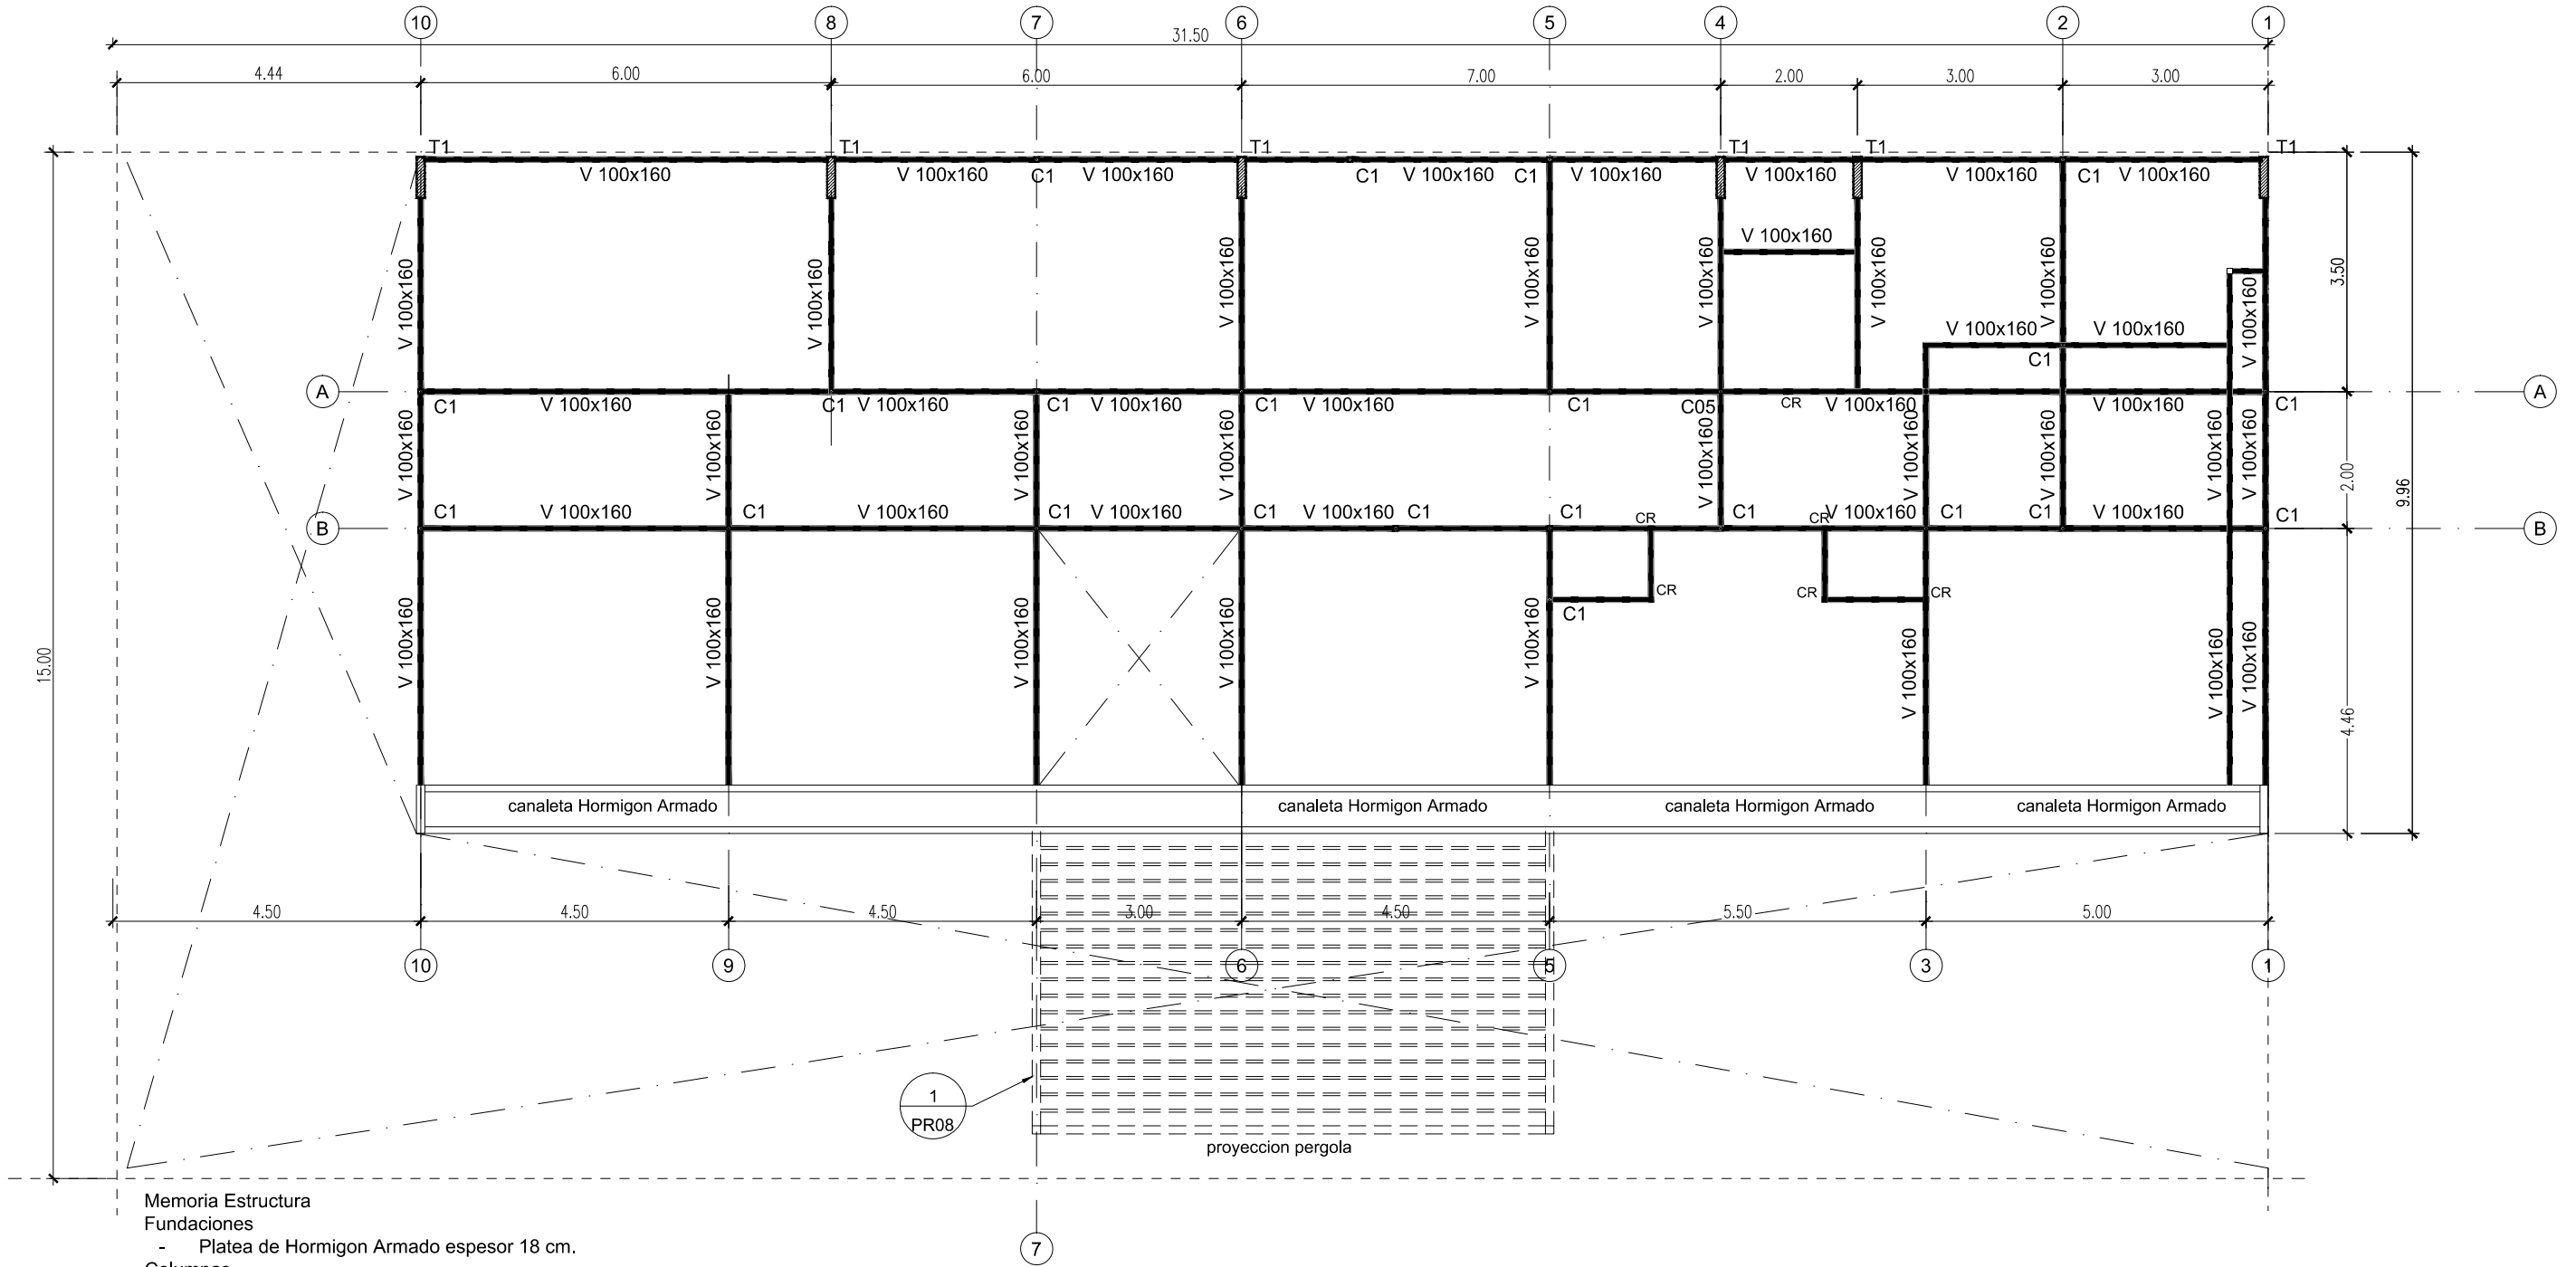 10 8 7 6 5 4 2 1
31.50
4.44 6.00 6.00 7.00 2.00 3.00 3.00
T1 T1 T1 T1 T1 T1
V 100x160 V 100x160 C1 V 100x160 C1 V 100x160 C1 V 100x160 V 100x160 V 100x160 C1 V 100x160
V 100x160
V 100x160 V 100x160 V 100x160 V 100x160 V 100x160 V 100x160 V 100x160 V 100x160
3.50
V 100x160 V 100x160
C1
A A
C1 V 100x160 C1 V 100x160 C1 V 100x160 C1 V 100x160 C1 C05 CR V 100x160 V 100x160 C1
V 100x160 V 100x160 V 100x160 V 100x160 V 100x160 V 100x160 V 100x160 V 100x160 V 100x160
2.00
9.96
C1 V 100x160 C1 V 100x160 C1 V 100x160 C1 V 100x160 C1 C1 CR C1 CR V 100x160 C1 C1 V 100x160 C1
B B
CR CR CR
C1
V 100x160 V 100x160 V 100x160 V 100x160 V 100x160 V 100x160 V 100x160 V 100x160
15.00
4.46
canaleta Hormigon Armado canaleta Hormigon Armado canaleta Hormigon Armado canaleta Hormigon Armado
4.50 4.50 4.50 3.00 4.50 5.50 5.00
10 9 6 5 3 1
1
PR08
proyeccion pergola
7
Memoria Estructura
Fundaciones
- Platea de Hormigon Armado espesor 18 cm.